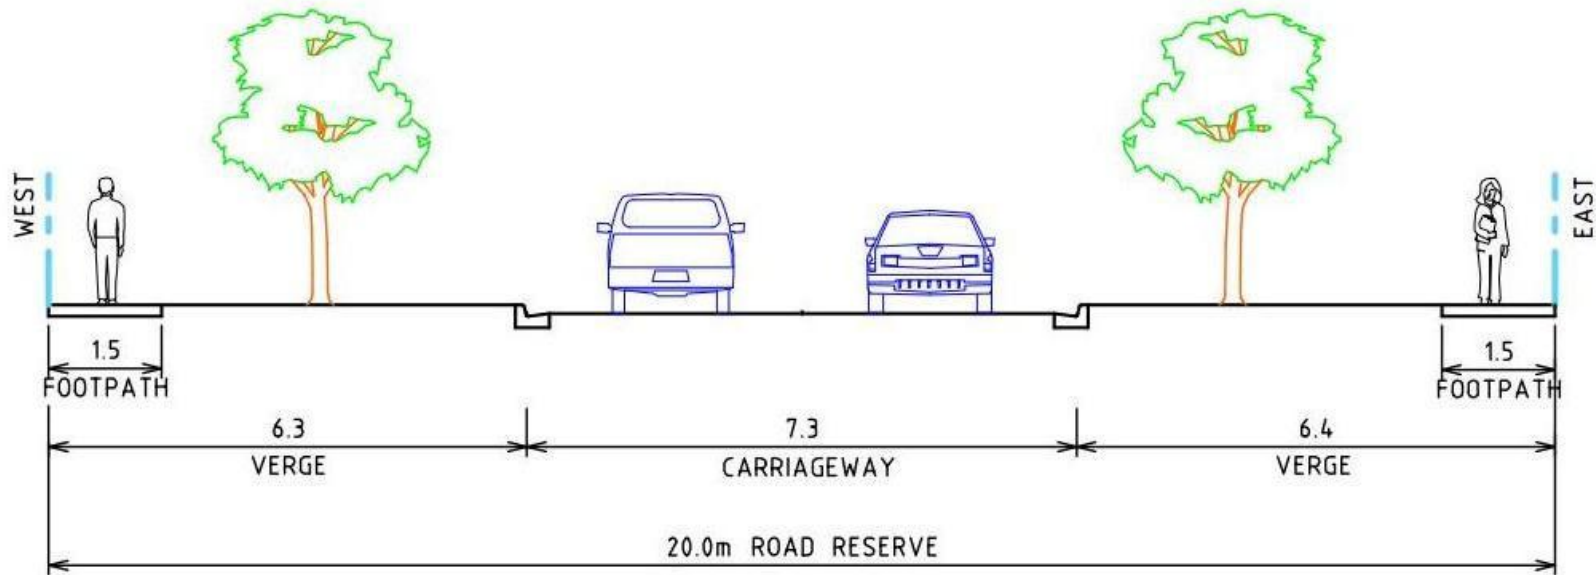 WEST
EAST
1.5
FOOTPATH
1.5
FOOTPATH
6.3
VERGE
7.3
CARRIAGEWAY
6.4
VERGE
20.0m ROAD RESERVE